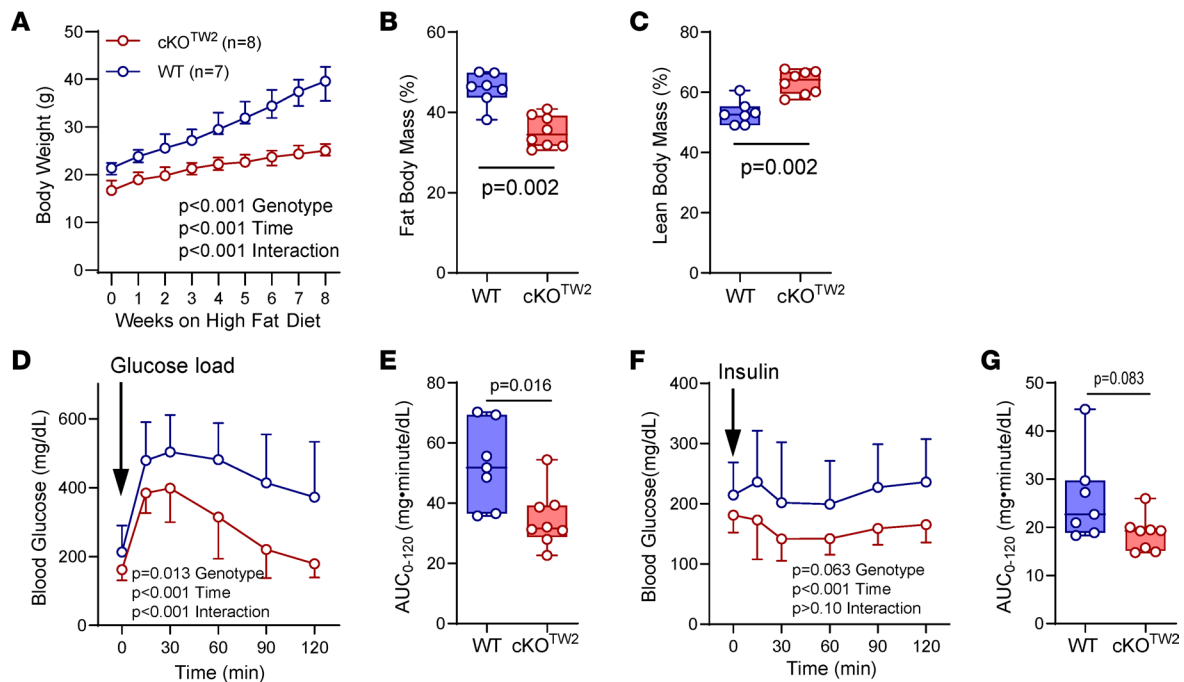 A
cKO^TW2 (n=8)
WT (n=7)
Body Weight (g)
50
40
30
20
10
0
p<0.001 Genotype
p<0.001 Time
p<0.001 Interaction
0 1 2 3 4 5 6 7 8
Weeks on High Fat Diet
B
Fat Body Mass (%)
60
40
20
0
p=0.002
WT cKO^TW2
C
Lean Body Mass (%)
80
60
40
20
0
p=0.002
WT cKO^TW2
D
Glucose load
Blood Glucose (mg/dL)
600
400
200
0
p=0.013 Genotype
p<0.001 Time
p<0.001 Interaction
0 30 60 90 120
Time (min)
E
AUC0-120 (mg•minute/dL)
80
60
40
20
0
p=0.016
WT cKO^TW2
F
Insulin
Blood Glucose(mg/dL)
400
300
200
100
0
p=0.063 Genotype
p<0.001 Time
p>0.10 Interaction
0 30 60 90 120
Time (min)
G
AUC0-120 (mg•minute/dL)
50
40
30
20
10
0
p=0.083
WT cKO^TW2